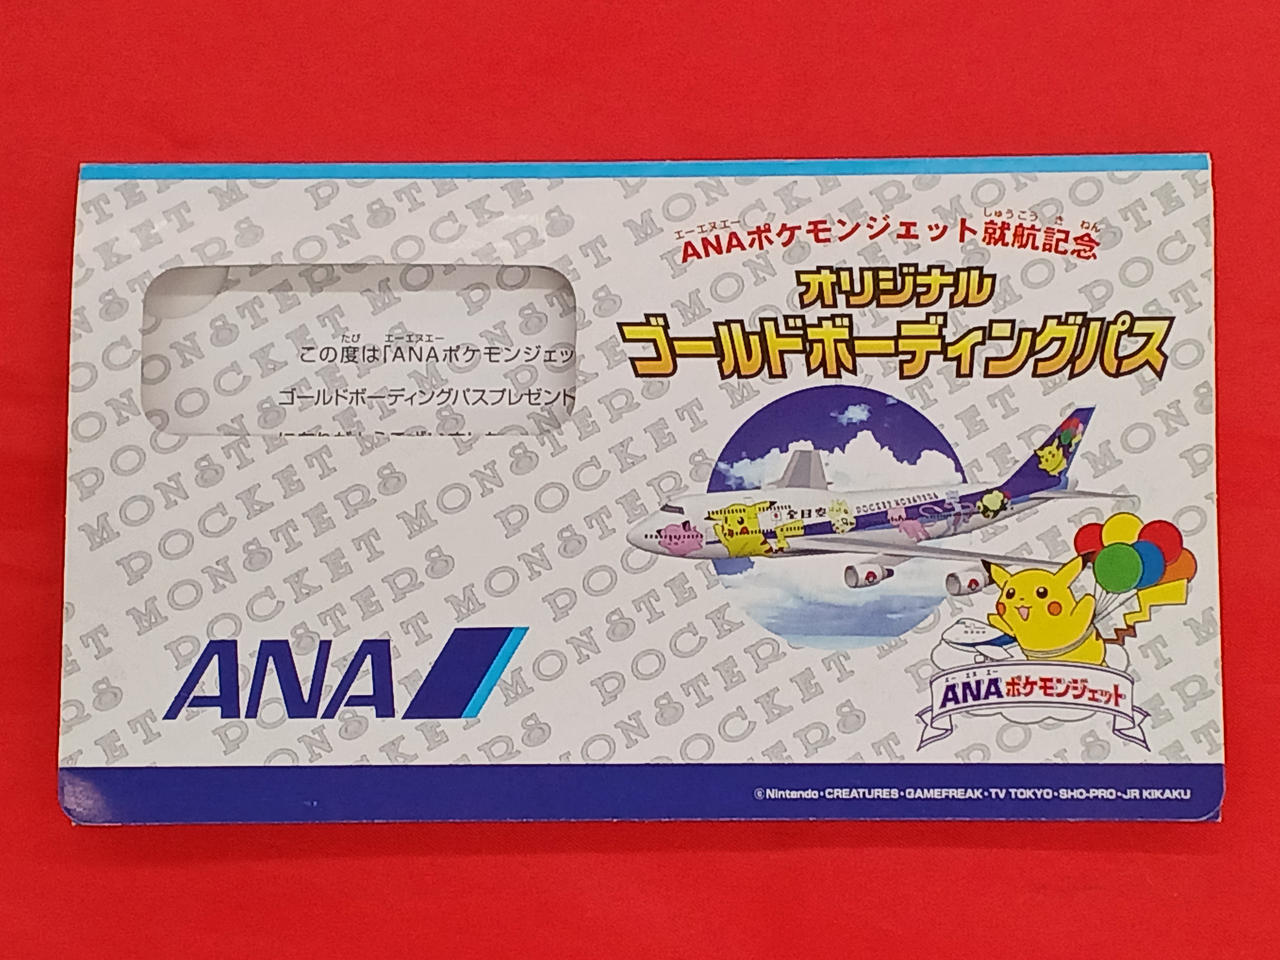 エーエヌエー しゅうこう き ねん
ANAポケモンジェット就航記念
オリジナル
ゴールドボーディングパス
たび エーエヌエー
この度は「ANAポケモンジェッ
ゴールドボーディングパスプレゼント
全日空 POCKET MONSTERS
ANA
エー エヌ エー
ANAポケモンジェット
©Nintendo・CREATURES・GAMEFREAK・TV TOKYO・SHO-PRO・JR KIKAKU
POCKET MONSTERS